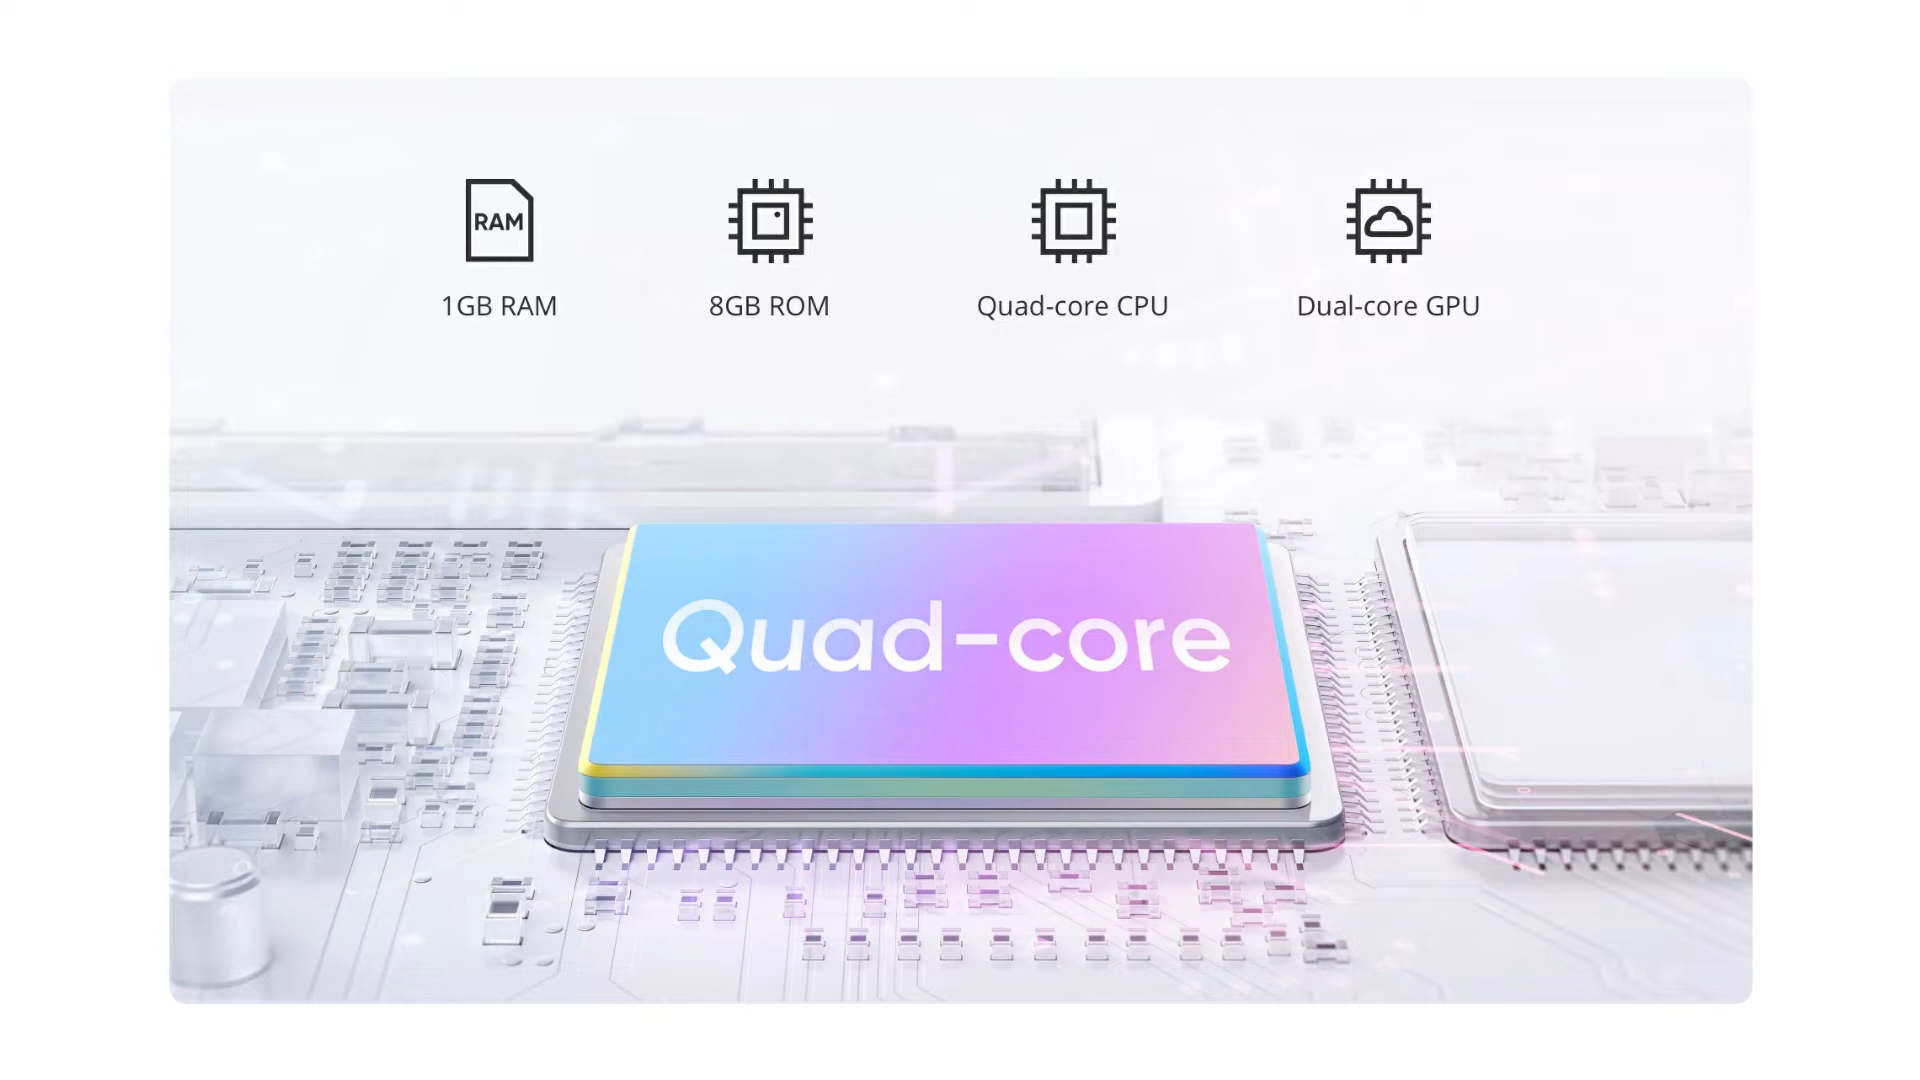 RAM
1GB RAM
8GB ROM
Quad-core CPU
Dual-core GPU
Quad-core